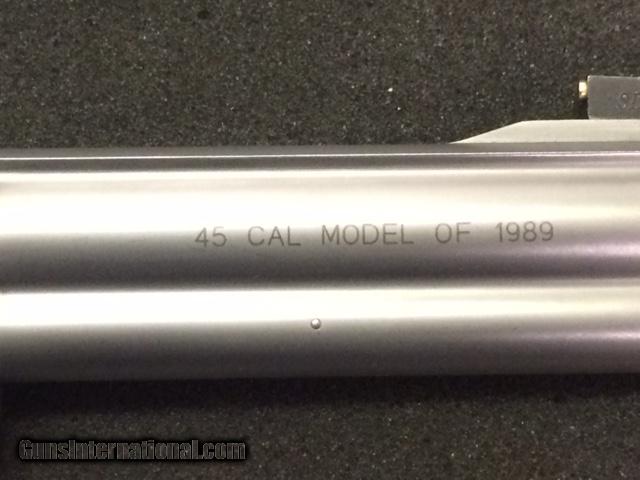 45 CAL MODEL OF 1989
GunsInternational.com